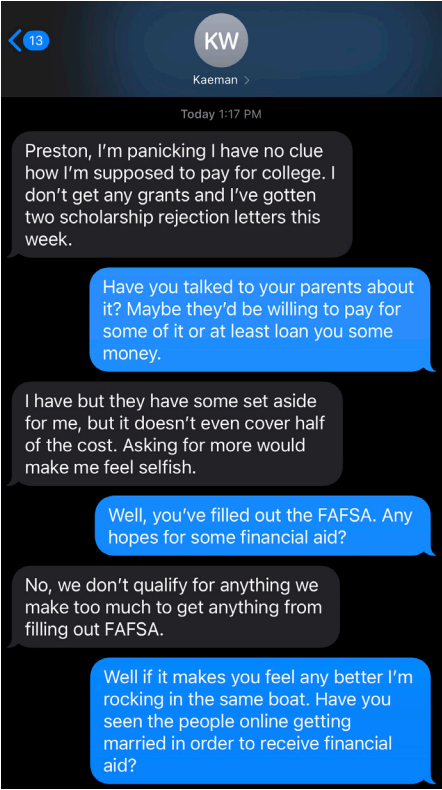 13
KW
Kaeman >
Today 1:17 PM
Preston, I’m panicking I have no clue
how I’m supposed to pay for college. I
don’t get any grants and I’ve gotten
two scholarship rejection letters this
week.
Have you talked to your parents about
it? Maybe they’d be willing to pay for
some of it or at least loan you some
money.
I have but they have some set aside
for me, but it doesn’t even cover half
of the cost. Asking for more would
make me feel selfish.
Well, you’ve filled out the FAFSA. Any
hopes for some financial aid?
No, we don’t qualify for anything we
make too much to get anything from
filling out FAFSA.
Well if it makes you feel any better I’m
rocking in the same boat. Have you
seen the people online getting
married in order to receive financial
aid?